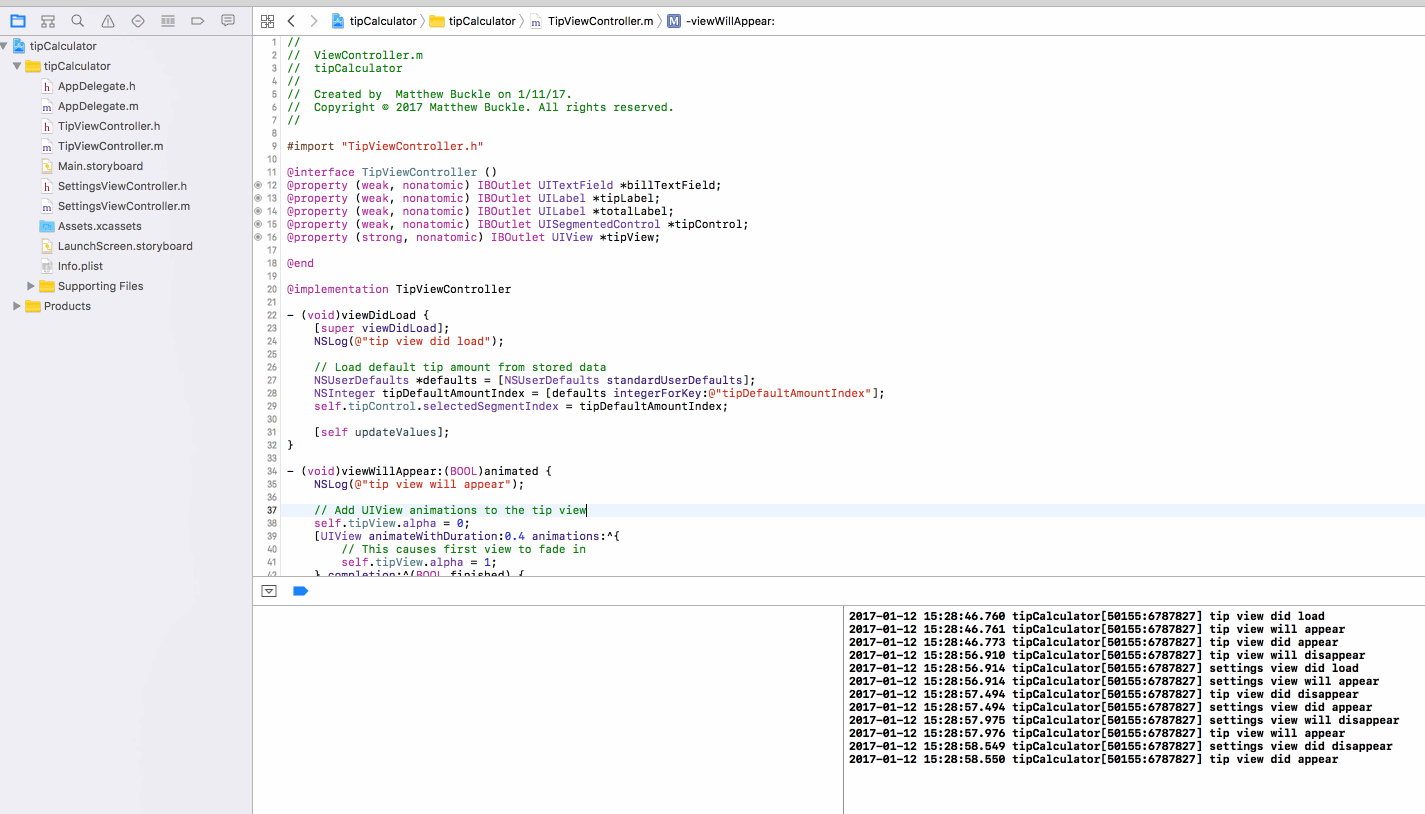 tipCalculator
tipCalculator
AppDelegate.h
AppDelegate.m
TipViewController.h
TipViewController.m
Main.storyboard
SettingsViewController.h
SettingsViewController.m
Assets.xcassets
LaunchScreen.storyboard
Info.plist
Supporting Files
Products
tipCalculator tipCalculator TipViewController.m M -viewWillAppear:
1 //
2 //  ViewController.m
3 //  tipCalculator
4 //
5 //  Created by  Matthew Buckle on 1/11/17.
6 //  Copyright © 2017 Matthew Buckle. All rights reserved.
7 //
8
9 #import "TipViewController.h"
10
11 @interface TipViewController ()
12 @property (weak, nonatomic) IBOutlet UITextField *billTextField;
13 @property (weak, nonatomic) IBOutlet UILabel *tipLabel;
14 @property (weak, nonatomic) IBOutlet UILabel *totalLabel;
15 @property (weak, nonatomic) IBOutlet UISegmentedControl *tipControl;
16 @property (strong, nonatomic) IBOutlet UIView *tipView;
17
18 @end
19
20 @implementation TipViewController
21
22 - (void)viewDidLoad {
23     [super viewDidLoad];
24     NSLog(@"tip view did load");
25
26     // Load default tip amount from stored data
27     NSUserDefaults *defaults = [NSUserDefaults standardUserDefaults];
28     NSInteger tipDefaultAmountIndex = [defaults integerForKey:@"tipDefaultAmountIndex"];
29     self.tipControl.selectedSegmentIndex = tipDefaultAmountIndex;
30
31     [self updateValues];
32 }
33
34 - (void)viewWillAppear:(BOOL)animated {
35     NSLog(@"tip view will appear");
36
37     // Add UIView animations to the tip view
38     self.tipView.alpha = 0;
39     [UIView animateWithDuration:0.4 animations:^{
40         // This causes first view to fade in
41         self.tipView.alpha = 1;
42     } completion:^(BOOL finished) {
2017-01-12 15:28:46.760 tipCalculator[50155:6787827] tip view did load
2017-01-12 15:28:46.761 tipCalculator[50155:6787827] tip view will appear
2017-01-12 15:28:46.773 tipCalculator[50155:6787827] tip view did appear
2017-01-12 15:28:56.910 tipCalculator[50155:6787827] tip view will disappear
2017-01-12 15:28:56.914 tipCalculator[50155:6787827] settings view did load
2017-01-12 15:28:56.914 tipCalculator[50155:6787827] settings view will appear
2017-01-12 15:28:57.494 tipCalculator[50155:6787827] tip view did disappear
2017-01-12 15:28:57.494 tipCalculator[50155:6787827] settings view did appear
2017-01-12 15:28:57.975 tipCalculator[50155:6787827] settings view will disappear
2017-01-12 15:28:57.976 tipCalculator[50155:6787827] tip view will appear
2017-01-12 15:28:58.549 tipCalculator[50155:6787827] settings view did disappear
2017-01-12 15:28:58.550 tipCalculator[50155:6787827] tip view did appear